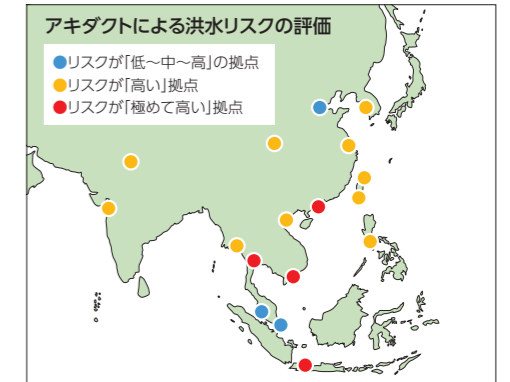 アキダクトによる洪水リスクの評価
●リスクが「低〜中〜高」の拠点
●リスクが「高い」拠点
●リスクが「極めて高い」拠点